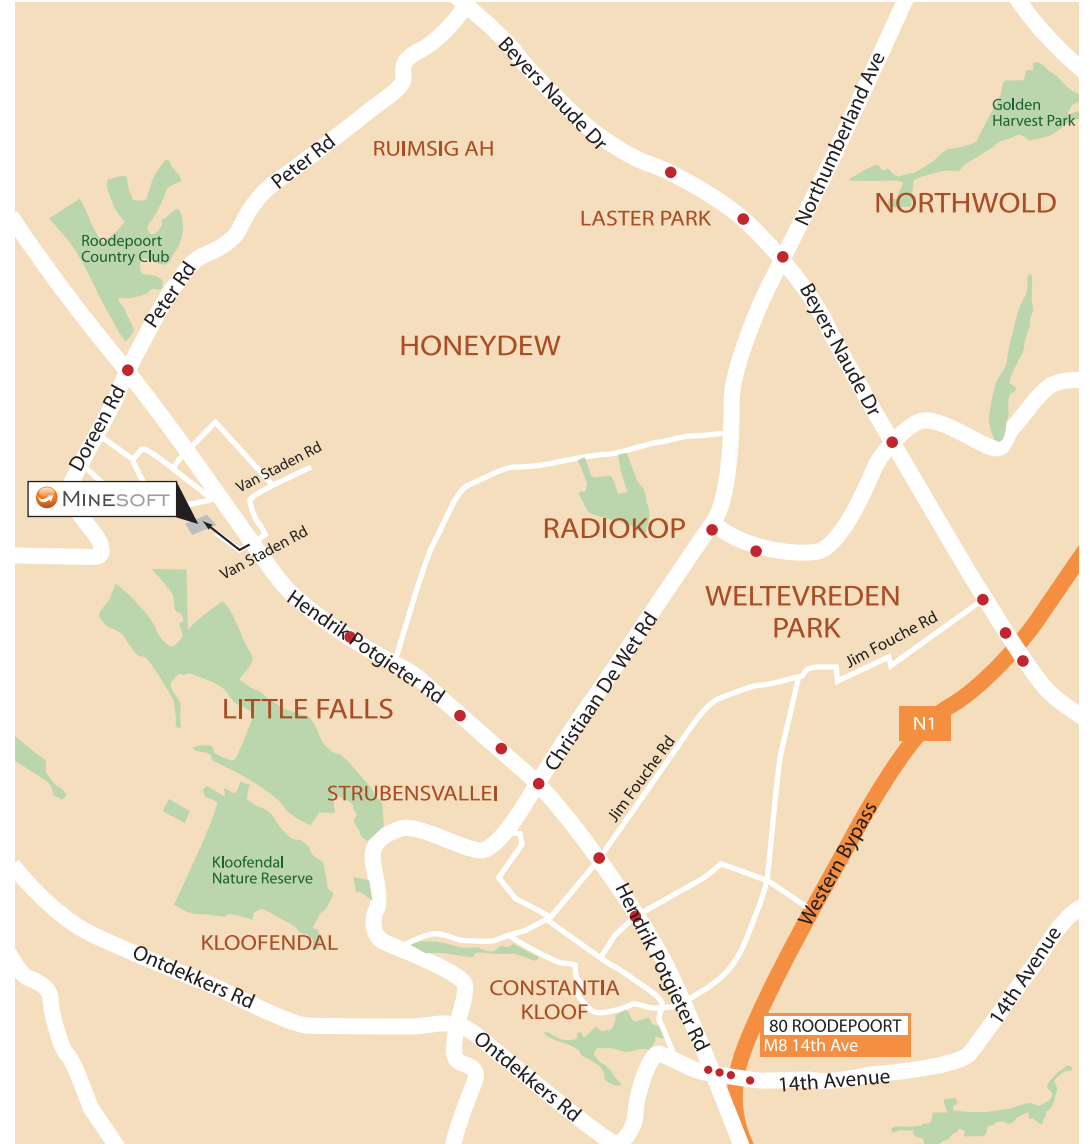 Beyers Naude Dr
Northumberland Ave
Golden
Harvest Park
Peter Rd
RUIMSIG AH
NORTHWOLD
LASTER PARK
Roodepoort
Country Club
Peter Rd
Beyers Naude Dr
HONEYDEW
Doreen Rd
Van Staden Rd
MINESOFT
RADIOKOP
Van Staden Rd
WELTEVREDEN
PARK
Hendrik Potgieter Rd
Jim Fouche Rd
Christiaan De Wet Rd
LITTLE FALLS
N1
Jim Fouche Rd
STRUBENSVALLEI
Western Bypass
Kloofendal
Nature Reserve
Hendrik Potgieter Rd
KLOOFENDAL
Ontdekkers Rd
CONSTANTIA
KLOOF
14th Avenue
80 ROODEPOORT
M8 14th Ave
Ontdekkers Rd
14th Avenue